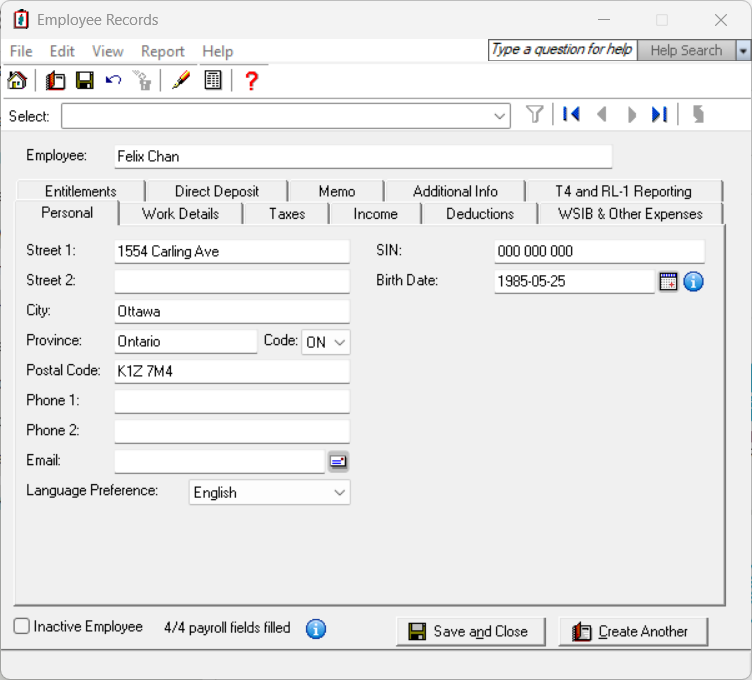 Employee Records
File Edit View Report Help
Type a question for help Help Search
Select:
Employee: Felix Chan
Entitlements Direct Deposit Memo Additional Info T4 and RL-1 Reporting
Personal Work Details Taxes Income Deductions WSIB & Other Expenses
Street 1: 1554 Carling Ave SIN: 000 000 000
Street 2: Birth Date: 1985-05-25
City: Ottawa
Province: Ontario Code: ON
Postal Code: K1Z 7M4
Phone 1:
Phone 2:
Email:
Language Preference: English
Inactive Employee 4/4 payroll fields filled Save and Close Create Another